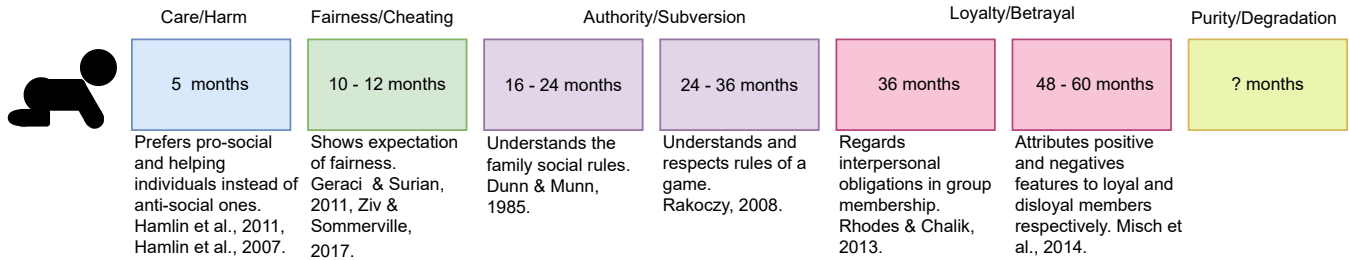 Care/Harm
Fairness/Cheating
Authority/Subversion
Loyalty/Betrayal
Purity/Degradation
5 months
10 - 12 months
16 - 24 months
24 - 36 months
36 months
48 - 60 months
? months
Prefers pro-social
and helping
individuals instead of
anti-social ones.
Hamlin et al., 2011,
Hamlin et al., 2007.
Shows expectation
of fairness.
Geraci & Surian,
2011, Ziv &
Sommerville,
2017.
Understands the
family social rules.
Dunn & Munn,
1985.
Understands and
respects rules of a
game.
Rakoczy, 2008.
Regards
interpersonal
obligations in group
membership.
Rhodes & Chalik,
2013.
Attributes positive
and negatives
features to loyal and
disloyal members
respectively. Misch et
al., 2014.